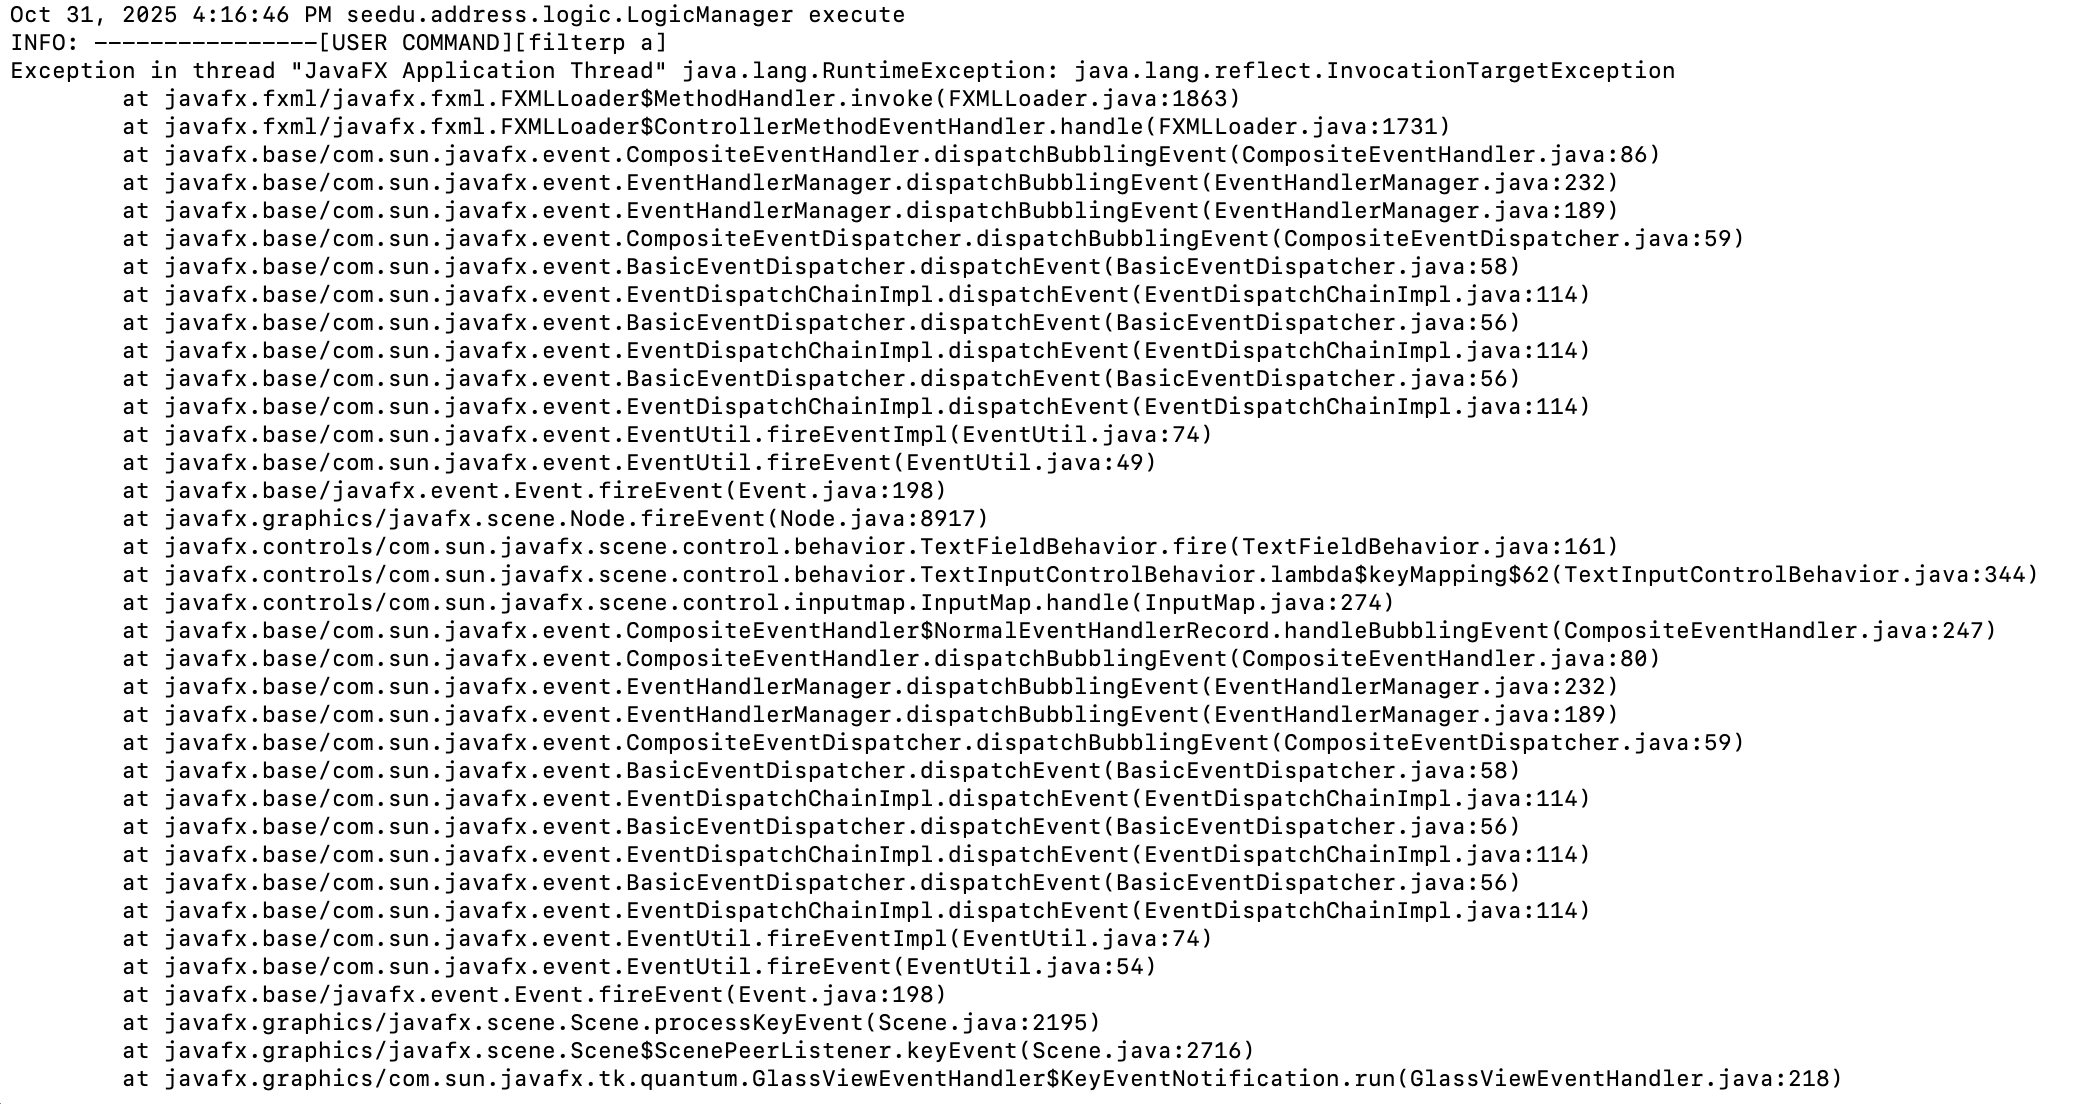 Oct 31, 2025 4:16:46 PM seedu.address.logic.LogicManager execute
INFO: ----------------[USER COMMAND][filterp a]
Exception in thread "JavaFX Application Thread" java.lang.RuntimeException: java.lang.reflect.InvocationTargetException
	at javafx.fxml/javafx.fxml.FXMLLoader$MethodHandler.invoke(FXMLLoader.java:1863)
	at javafx.fxml/javafx.fxml.FXMLLoader$ControllerMethodEventHandler.handle(FXMLLoader.java:1731)
	at javafx.base/com.sun.javafx.event.CompositeEventHandler.dispatchBubblingEvent(CompositeEventHandler.java:86)
	at javafx.base/com.sun.javafx.event.EventHandlerManager.dispatchBubblingEvent(EventHandlerManager.java:232)
	at javafx.base/com.sun.javafx.event.EventHandlerManager.dispatchBubblingEvent(EventHandlerManager.java:189)
	at javafx.base/com.sun.javafx.event.CompositeEventDispatcher.dispatchBubblingEvent(CompositeEventDispatcher.java:59)
	at javafx.base/com.sun.javafx.event.BasicEventDispatcher.dispatchEvent(BasicEventDispatcher.java:58)
	at javafx.base/com.sun.javafx.event.EventDispatchChainImpl.dispatchEvent(EventDispatchChainImpl.java:114)
	at javafx.base/com.sun.javafx.event.BasicEventDispatcher.dispatchEvent(BasicEventDispatcher.java:56)
	at javafx.base/com.sun.javafx.event.EventDispatchChainImpl.dispatchEvent(EventDispatchChainImpl.java:114)
	at javafx.base/com.sun.javafx.event.BasicEventDispatcher.dispatchEvent(BasicEventDispatcher.java:56)
	at javafx.base/com.sun.javafx.event.EventDispatchChainImpl.dispatchEvent(EventDispatchChainImpl.java:114)
	at javafx.base/com.sun.javafx.event.EventUtil.fireEventImpl(EventUtil.java:74)
	at javafx.base/com.sun.javafx.event.EventUtil.fireEvent(EventUtil.java:49)
	at javafx.base/javafx.event.Event.fireEvent(Event.java:198)
	at javafx.graphics/javafx.scene.Node.fireEvent(Node.java:8917)
	at javafx.controls/com.sun.javafx.scene.control.behavior.TextFieldBehavior.fire(TextFieldBehavior.java:161)
	at javafx.controls/com.sun.javafx.scene.control.behavior.TextInputControlBehavior.lambda$keyMapping$62(TextInputControlBehavior.java:344)
	at javafx.controls/com.sun.javafx.scene.control.inputmap.InputMap.handle(InputMap.java:274)
	at javafx.base/com.sun.javafx.event.CompositeEventHandler$NormalEventHandlerRecord.handleBubblingEvent(CompositeEventHandler.java:247)
	at javafx.base/com.sun.javafx.event.CompositeEventHandler.dispatchBubblingEvent(CompositeEventHandler.java:80)
	at javafx.base/com.sun.javafx.event.EventHandlerManager.dispatchBubblingEvent(EventHandlerManager.java:232)
	at javafx.base/com.sun.javafx.event.EventHandlerManager.dispatchBubblingEvent(EventHandlerManager.java:189)
	at javafx.base/com.sun.javafx.event.CompositeEventDispatcher.dispatchBubblingEvent(CompositeEventDispatcher.java:59)
	at javafx.base/com.sun.javafx.event.BasicEventDispatcher.dispatchEvent(BasicEventDispatcher.java:58)
	at javafx.base/com.sun.javafx.event.EventDispatchChainImpl.dispatchEvent(EventDispatchChainImpl.java:114)
	at javafx.base/com.sun.javafx.event.BasicEventDispatcher.dispatchEvent(BasicEventDispatcher.java:56)
	at javafx.base/com.sun.javafx.event.EventDispatchChainImpl.dispatchEvent(EventDispatchChainImpl.java:114)
	at javafx.base/com.sun.javafx.event.BasicEventDispatcher.dispatchEvent(BasicEventDispatcher.java:56)
	at javafx.base/com.sun.javafx.event.EventDispatchChainImpl.dispatchEvent(EventDispatchChainImpl.java:114)
	at javafx.base/com.sun.javafx.event.EventUtil.fireEventImpl(EventUtil.java:74)
	at javafx.base/com.sun.javafx.event.EventUtil.fireEvent(EventUtil.java:54)
	at javafx.base/javafx.event.Event.fireEvent(Event.java:198)
	at javafx.graphics/javafx.scene.Scene.processKeyEvent(Scene.java:2195)
	at javafx.graphics/javafx.scene.Scene$ScenePeerListener.keyEvent(Scene.java:2716)
	at javafx.graphics/com.sun.javafx.tk.quantum.GlassViewEventHandler$KeyEventNotification.run(GlassViewEventHandler.java:218)